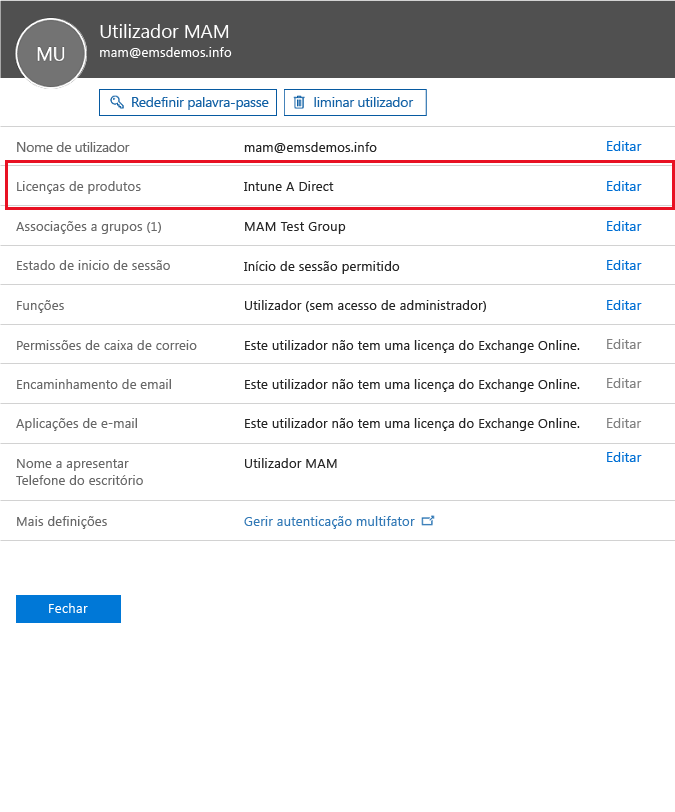 MU
Utilizador MAM
mam@emsdemos.info
Redefinir palavra-passe
liminar utilizador
Nome de utilizador mam@emsdemos.info Editar
Licenças de produtos Intune A Direct Editar
Associações a grupos (1) MAM Test Group Editar
Estado de inicio de sessão Início de sessão permitido Editar
Funções Utilizador (sem acesso de administrador) Editar
Permissões de caixa de correio Este utilizador não tem uma licença do Exchange Online. Editar
Encaminhamento de email Este utilizador não tem uma licença do Exchange Online. Editar
Aplicações de e-mail Este utilizador não tem uma licença do Exchange Online. Editar
Nome a apresentar Utilizador MAM Editar
Telefone do escritório
Mais definições Gerir autenticação multifator
Fechar